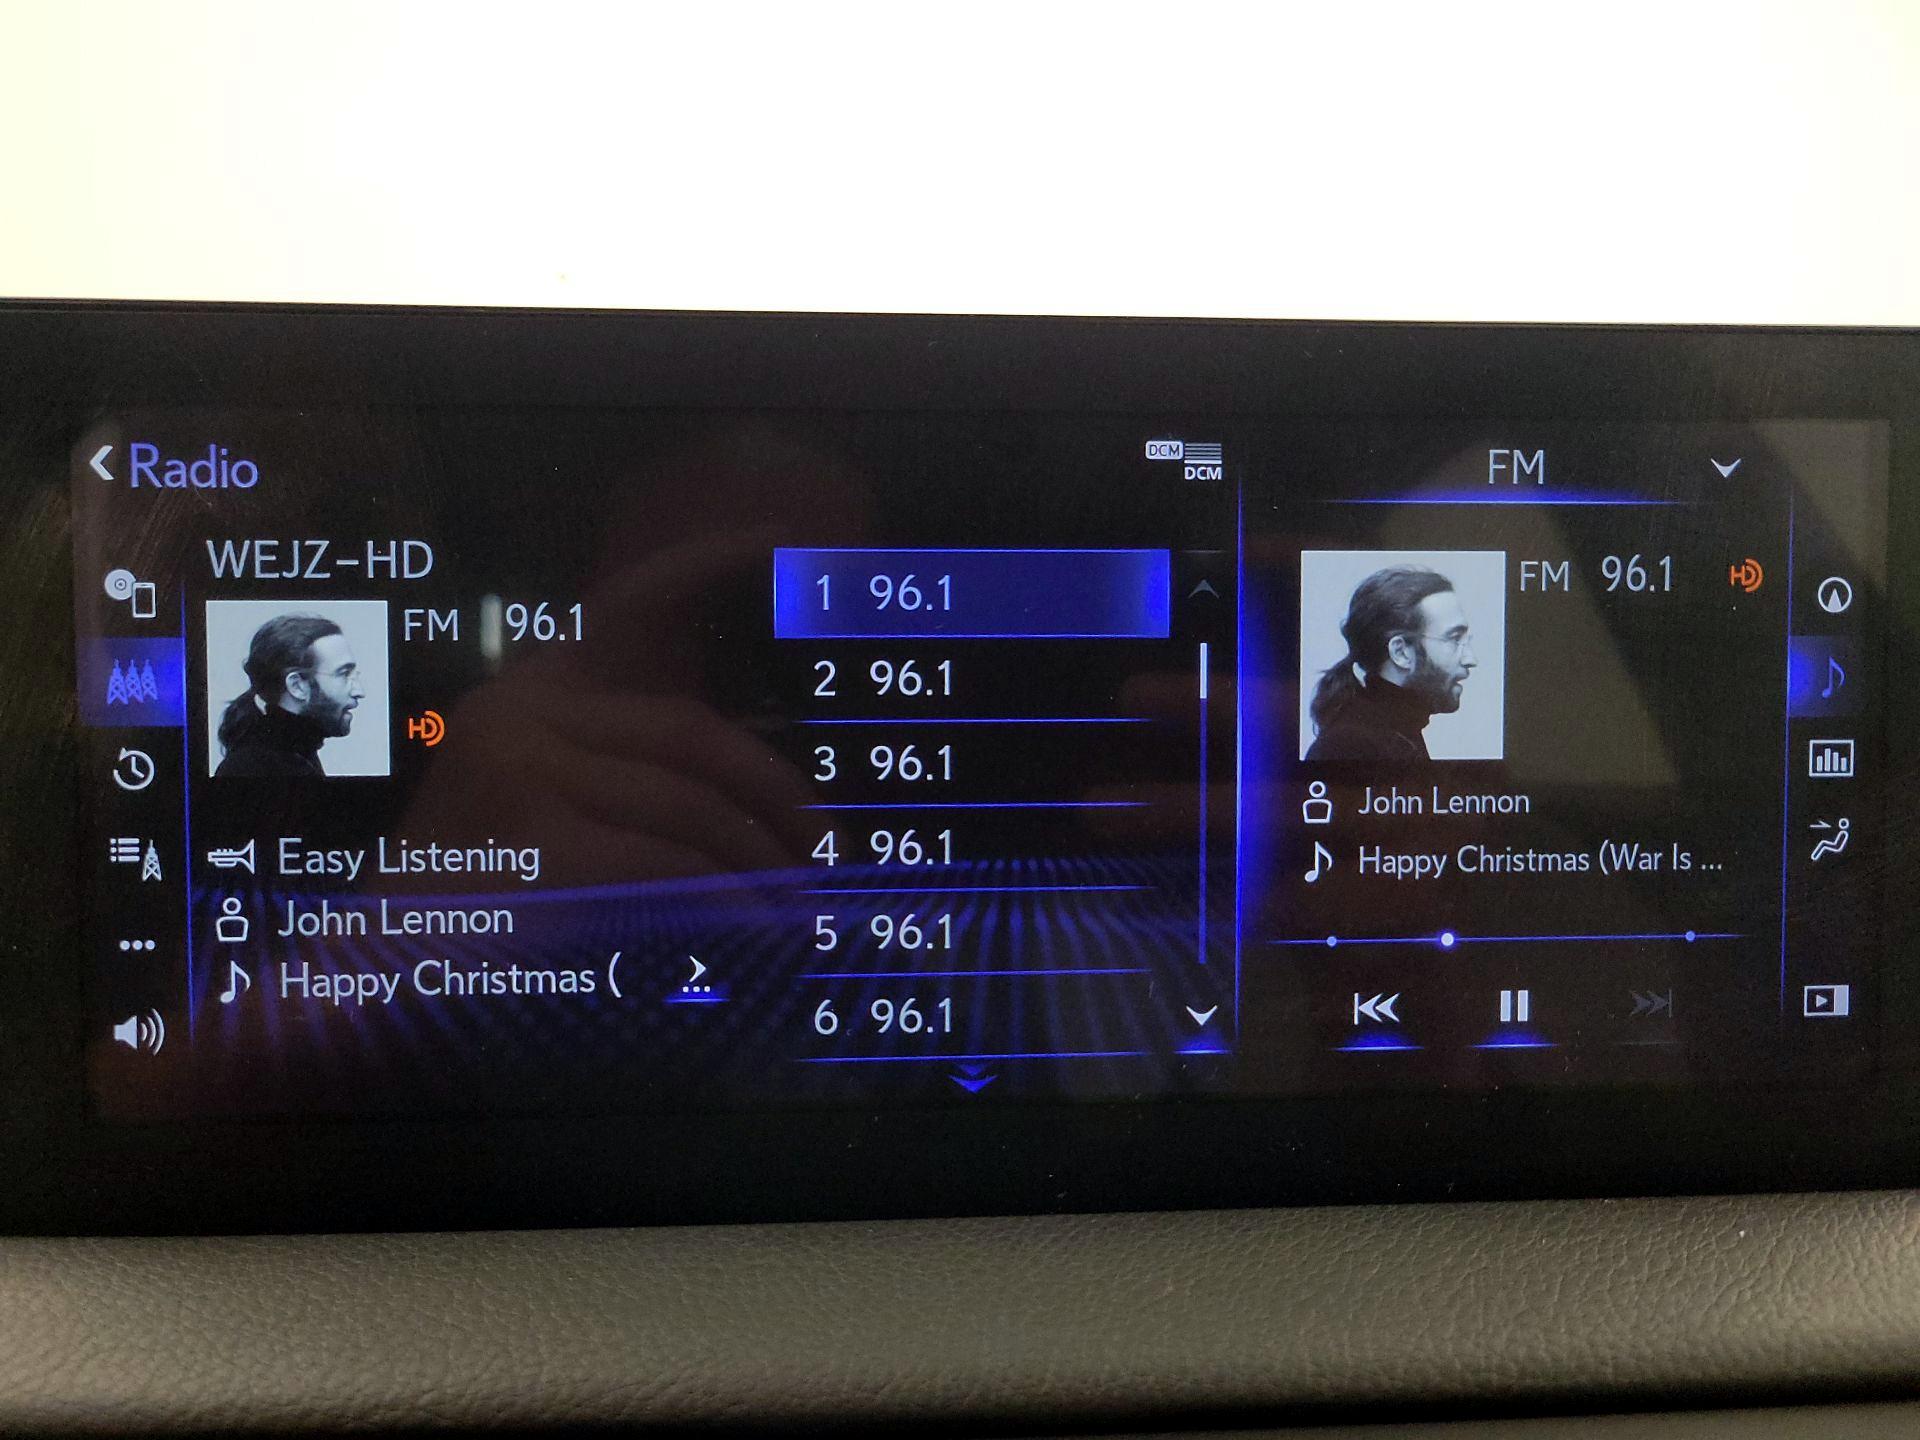 Radio
DCM
DCM
WEJZ-HD
FM 96.1
HD
Easy Listening
John Lennon
Happy Christmas (
...
1 96.1
2 96.1
3 96.1
4 96.1
5 96.1
6 96.1
FM
FM 96.1
HD
John Lennon
Happy Christmas (War Is ...